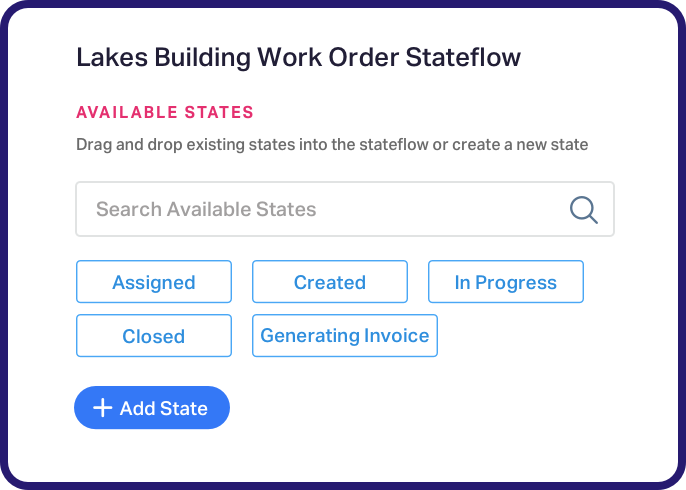 Lakes Building Work Order Stateflow
AVAILABLE STATES
Drag and drop existing states into the stateflow or create a new state
Search Available States
Assigned Created In Progress
Closed Generating Invoice
Add State